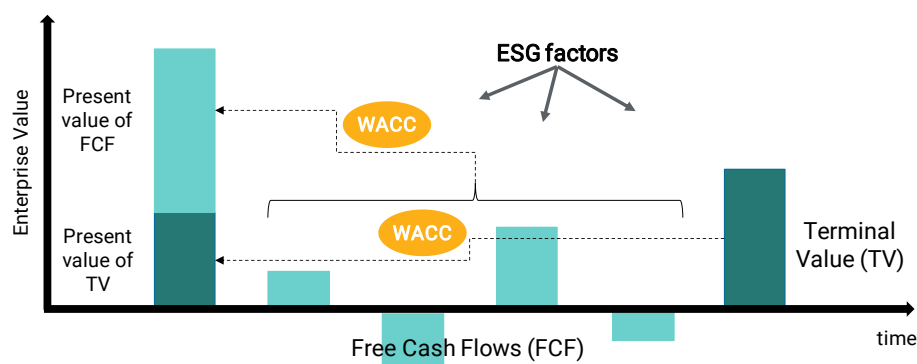 ESG factors
Enterprise Value
Present
value of
FCF
WACC
Present
value of
TV
WACC
Terminal
Value (TV)
Free Cash Flows (FCF)
time